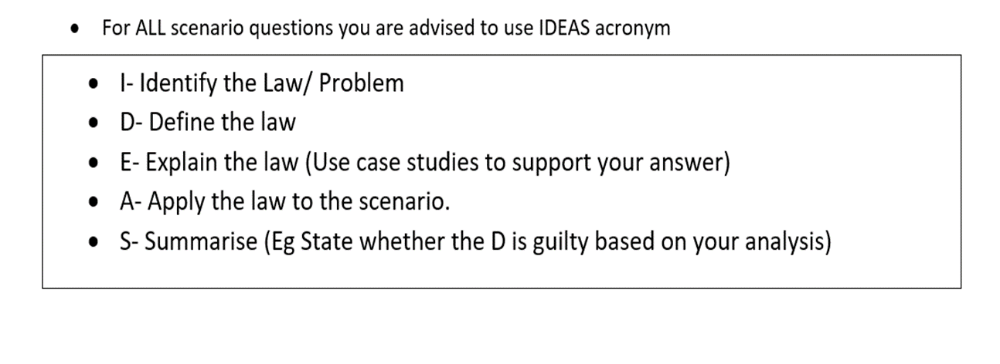 • For ALL scenario questions you are advised to use IDEAS acronym
• I- Identify the Law/ Problem
• D- Define the law
• E- Explain the law (Use case studies to support your answer)
• A- Apply the law to the scenario.
• S- Summarise (Eg State whether the D is guilty based on your analysis)